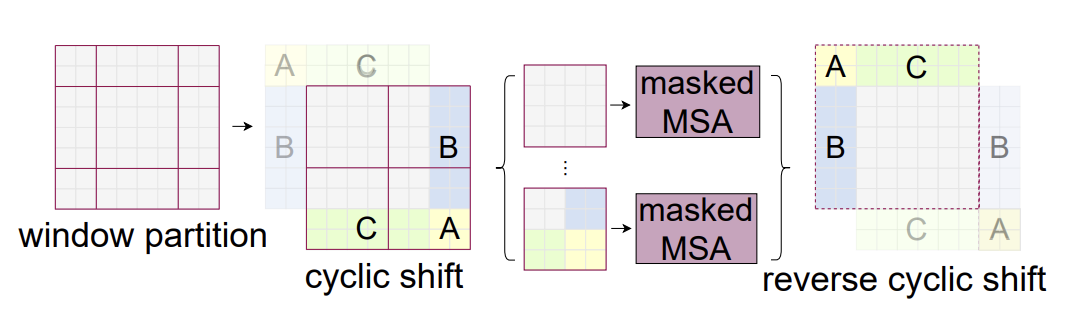 A C
B
B
C A
window partition
cyclic shift
masked
MSA
...
masked
MSA
A C
B B
C A
reverse cyclic shift